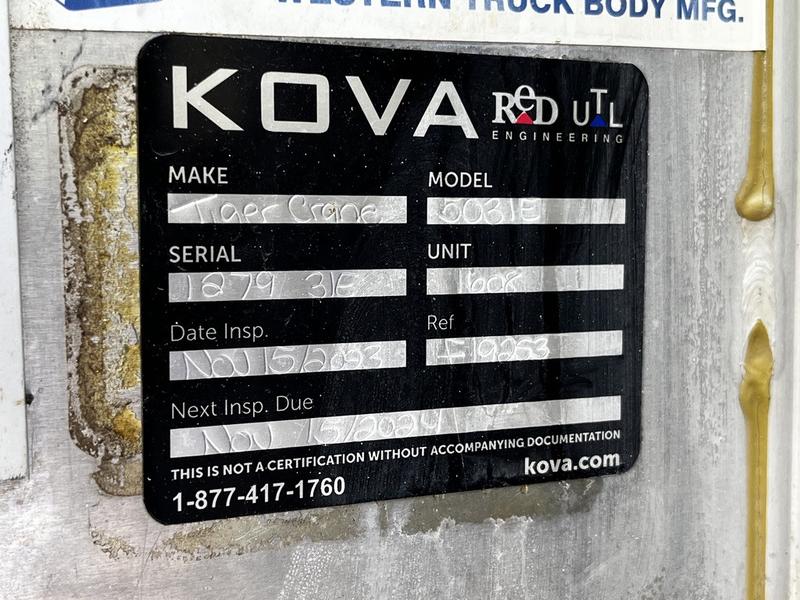 WESTERN TRUCK BODY MFG.
KOVA ReD UTL
ENGINEERING
MAKE MODEL
Tiger Crane 5031E
SERIAL UNIT
1279 31E 1608
Date Insp. Ref
Nov 15/2023
Next Insp. Due
Nov 15/2024
THIS IS NOT A CERTIFICATION WITHOUT ACCOMPANYING DOCUMENTATION
1-877-417-1760 kova.com